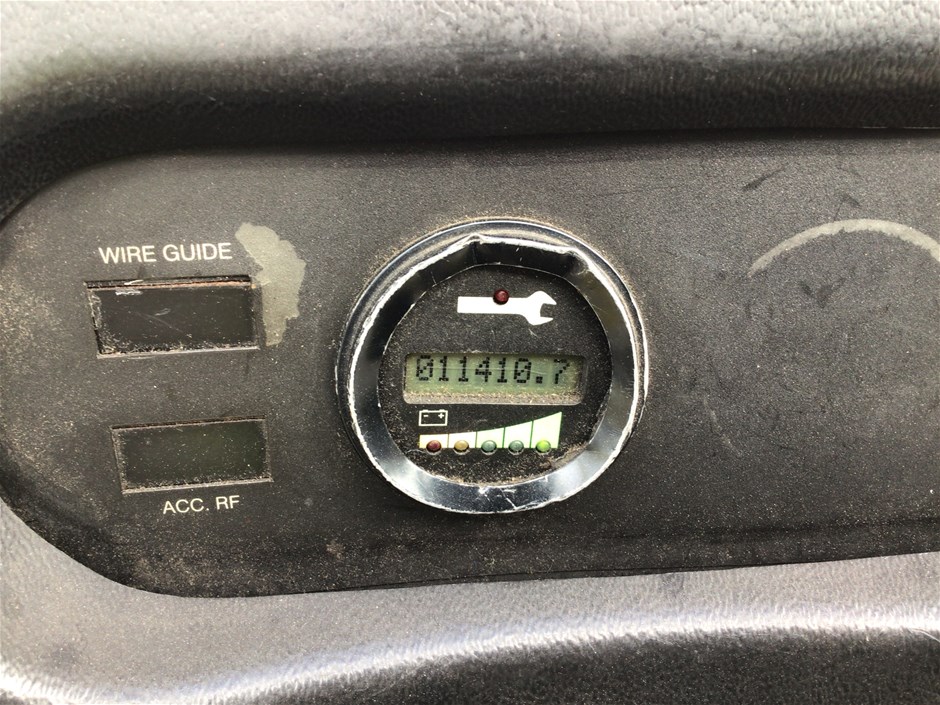 WIRE GUIDE
011410.7
- +
ACC. RF